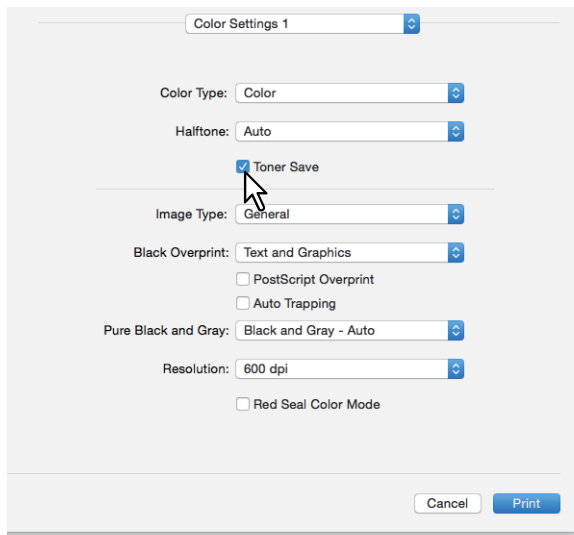 Color Settings 1
Color Type: Color
Halftone: Auto
Toner Save
Image Type: General
Black Overprint: Text and Graphics
PostScript Overprint
Auto Trapping
Pure Black and Gray: Black and Gray - Auto
Resolution: 600 dpi
Red Seal Color Mode
Cancel Print